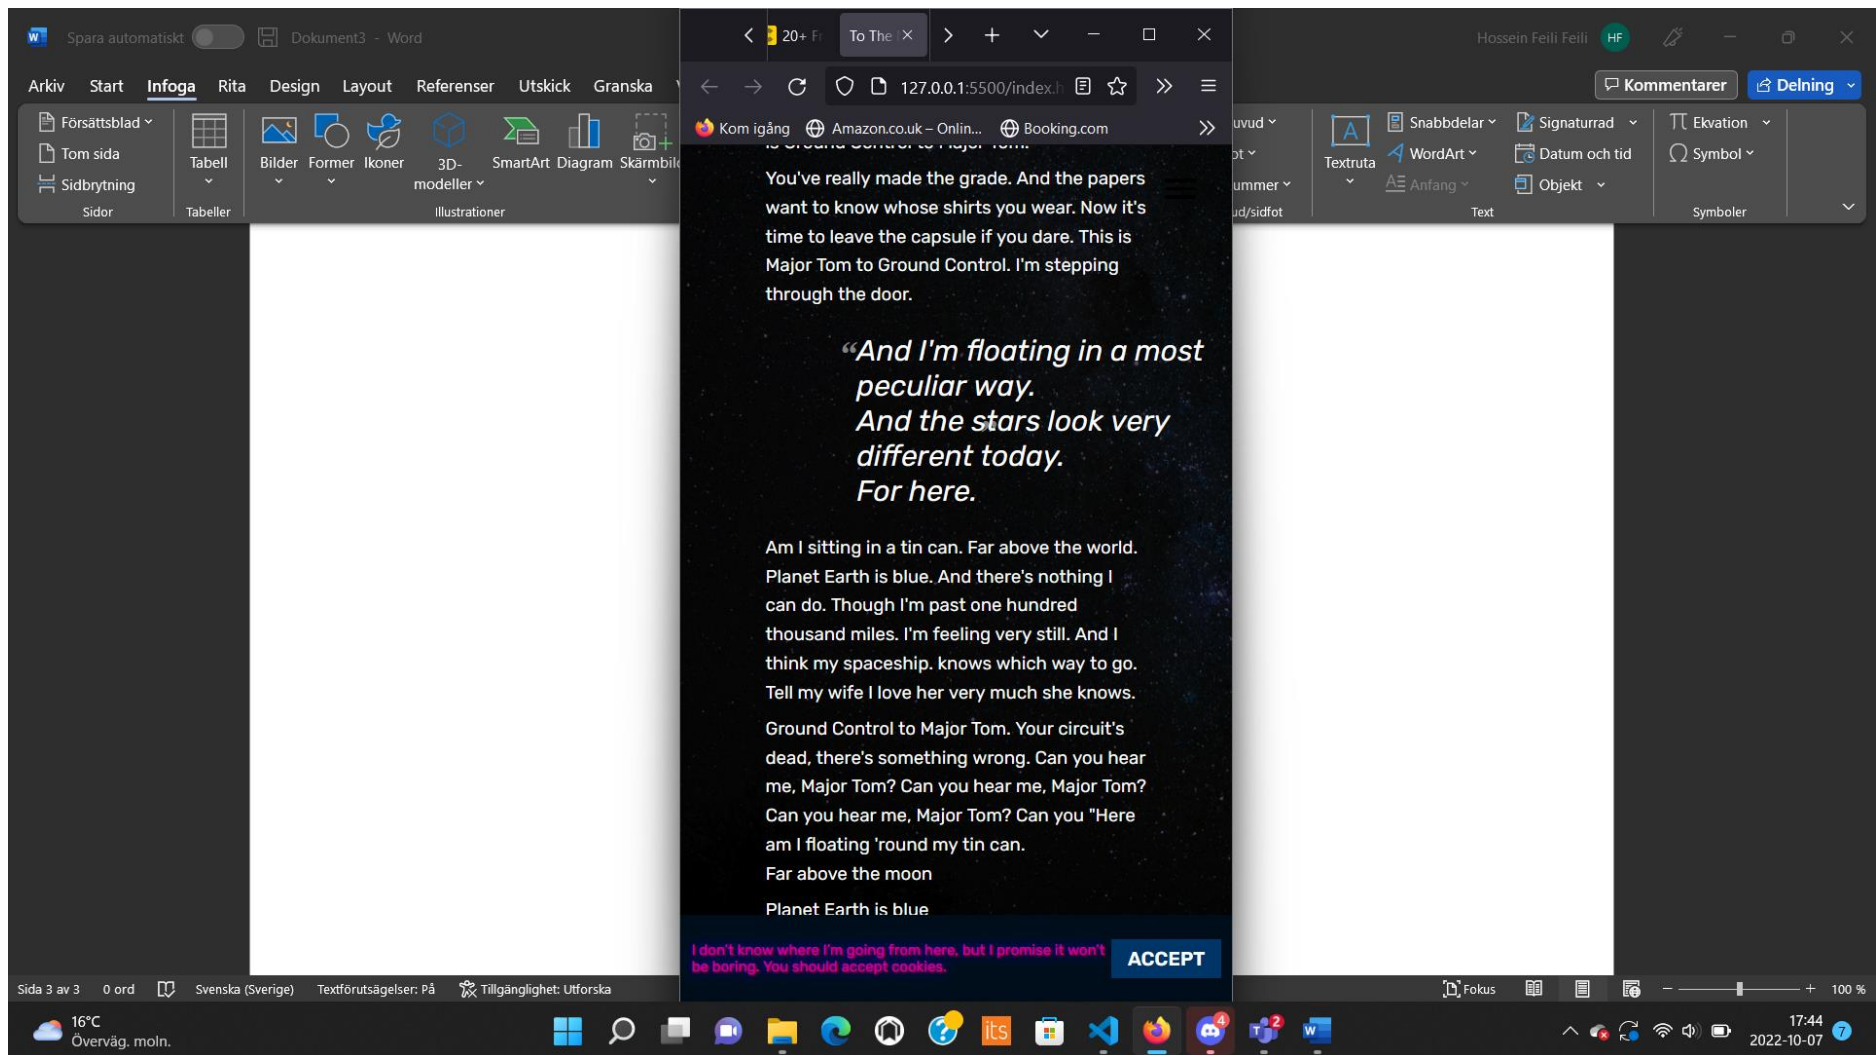 Spara automatiskt
Dokument3 - Word
20+ Fr
To The
Hossein Feili Feili
HF
Arkiv Start Infoga Rita Design Layout Referenser Utskick Granska
127.0.0.1:5500/index.h
Kommentarer
Delning
Kom igång
Amazon.co.uk – Onlin...
Booking.com
Försättsblad
Tom sida
Sidbrytning
Sidor
Tabell
Tabeller
Bilder Former Ikoner
3D-
modeller
SmartArt Diagram Skärmbild
Illustrationer
Textruta
Snabbdelar
WordArt
Anfang
Signaturrad
Datum och tid
Objekt
Text
Ekvation
Symbol
Symboler
is Ground Control to Major Tom.
You've really made the grade. And the papers
want to know whose shirts you wear. Now it's
time to leave the capsule if you dare. This is
Major Tom to Ground Control. I'm stepping
through the door.
“And I'm floating in a most
peculiar way.
And the stars look very
different today.
For here.
Am I sitting in a tin can. Far above the world.
Planet Earth is blue. And there's nothing I
can do. Though I'm past one hundred
thousand miles. I'm feeling very still. And I
think my spaceship. knows which way to go.
Tell my wife I love her very much she knows.
Ground Control to Major Tom. Your circuit's
dead, there's something wrong. Can you hear
me, Major Tom? Can you hear me, Major Tom?
Can you hear me, Major Tom? Can you "Here
am I floating 'round my tin can.
Far above the moon
Planet Earth is blue
I don't know where I'm going from here, but I promise it won't
be boring. You should accept cookies.
ACCEPT
Sida 3 av 3
0 ord
Svenska (Sverige)
Textförutsägelser: På
Tillgänglighet: Utforska
Fokus
100 %
16°C
Överväg. moln.
its
4
2
17:44
2022-10-07
7